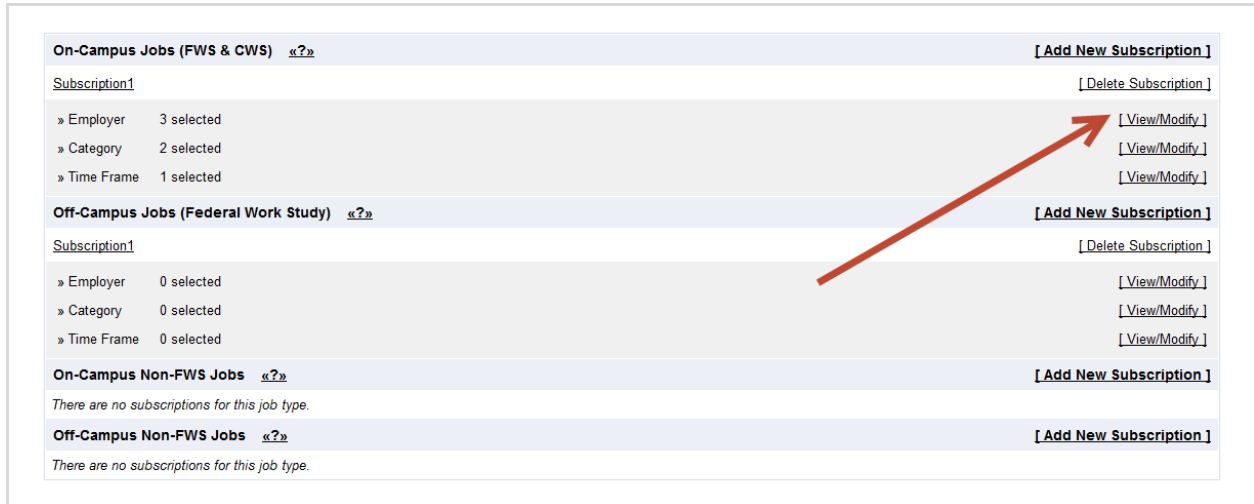 On-Campus Jobs (FWS & CWS) «?» [ Add New Subscription ]
Subscription1 [ Delete Subscription ]
» Employer 3 selected [ View/Modify ]
» Category 2 selected [ View/Modify ]
» Time Frame 1 selected [ View/Modify ]
Off-Campus Jobs (Federal Work Study) «?» [ Add New Subscription ]
Subscription1 [ Delete Subscription ]
» Employer 0 selected [ View/Modify ]
» Category 0 selected [ View/Modify ]
» Time Frame 0 selected [ View/Modify ]
On-Campus Non-FWS Jobs «?» [ Add New Subscription ]
There are no subscriptions for this job type.
Off-Campus Non-FWS Jobs «?» [ Add New Subscription ]
There are no subscriptions for this job type.